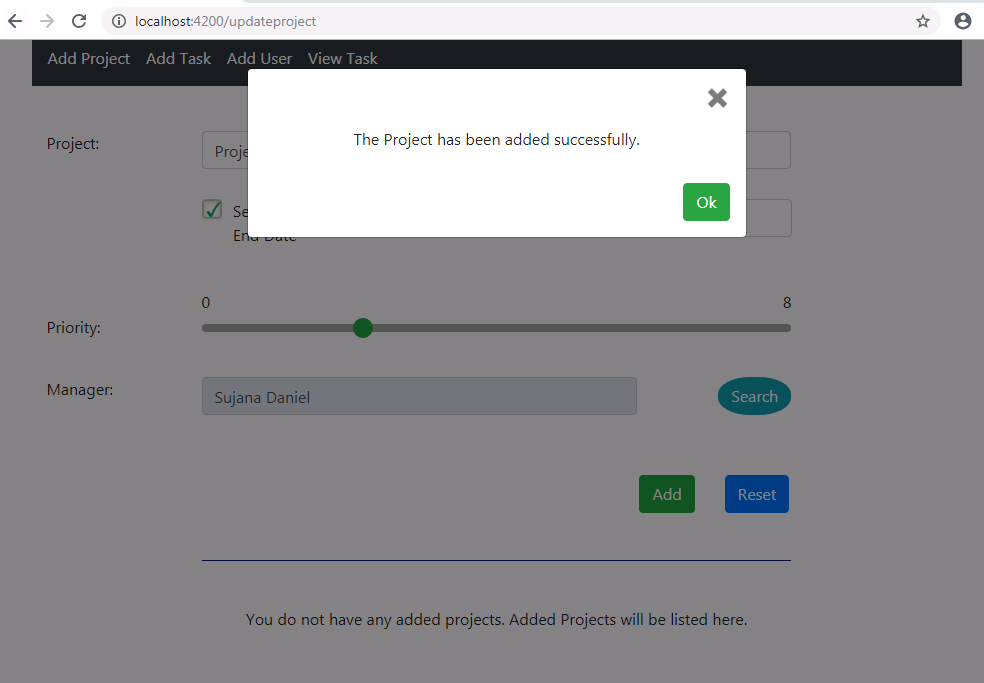 localhost:4200/updateproject
Add Project Add Task Add User View Task
The Project has been added successfully.
Ok
Project:
End Date
0 8
Priority:
Manager: Sujana Daniel Search
Add Reset
You do not have any added projects. Added Projects will be listed here.